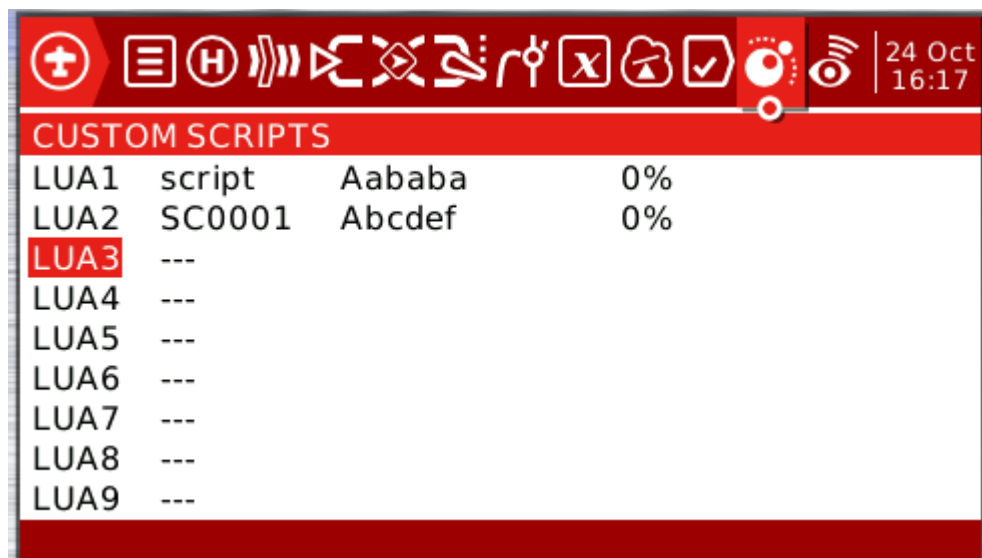 24 Oct
16:17
CUSTOM SCRIPTS
LUA1 script Aababa 0%
LUA2 SC0001 Abcdef 0%
LUA3 ---
LUA4 ---
LUA5 ---
LUA6 ---
LUA7 ---
LUA8 ---
LUA9 ---